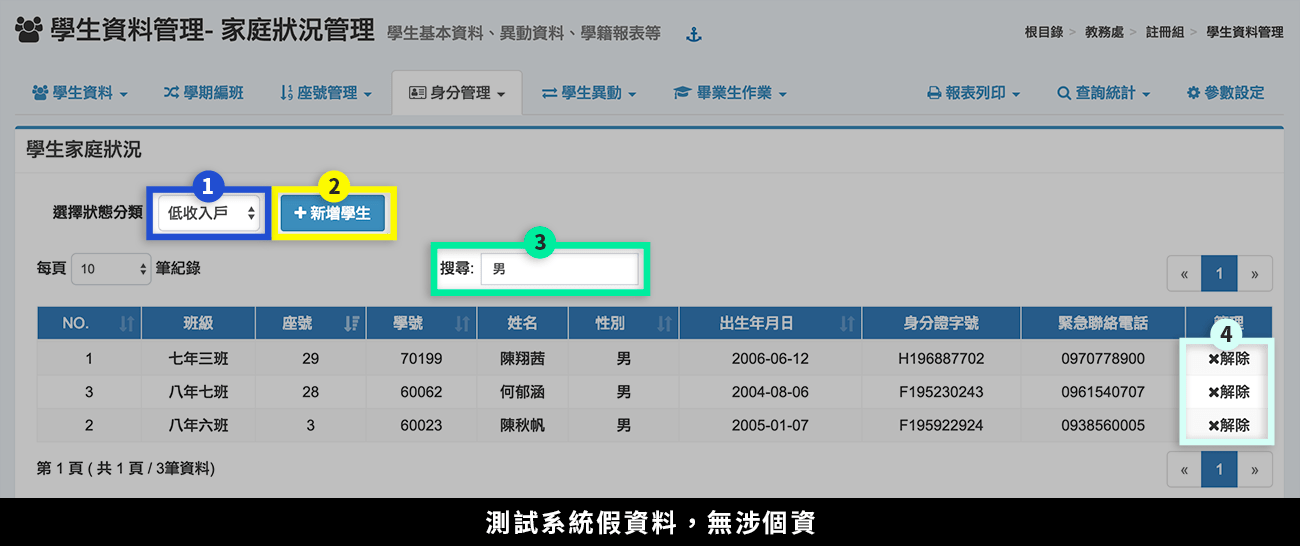 學生資料管理- 家庭狀況管理 學生基本資料、異動資料、學籍報表等 根目錄 > 教務處 > 註冊組 > 學生資料管理
學生資料 學期編班 座號管理 身分管理 學生異動 畢業生作業 報表列印 查詢統計 參數設定
學生家庭狀況
1 2
選擇狀態分類 低收入戶 新增學生
3
每頁 10 筆紀錄 搜尋: 男 « 1 »
NO. 班級 座號 學號 姓名 性別 出生年月日 身分證字號 緊急聯絡電話 管理
4
1 七年三班 29 70199 陳翔茜 男 2006-06-12 H196887702 0970778900 解除
3 八年七班 28 60062 何郁涵 男 2004-08-06 F195230243 0961540707 解除
2 八年六班 3 60023 陳秋帆 男 2005-01-07 F195922924 0938560005 解除
第 1 頁 ( 共 1 頁 / 3筆資料) « 1 »
測試系統假資料，無涉個資